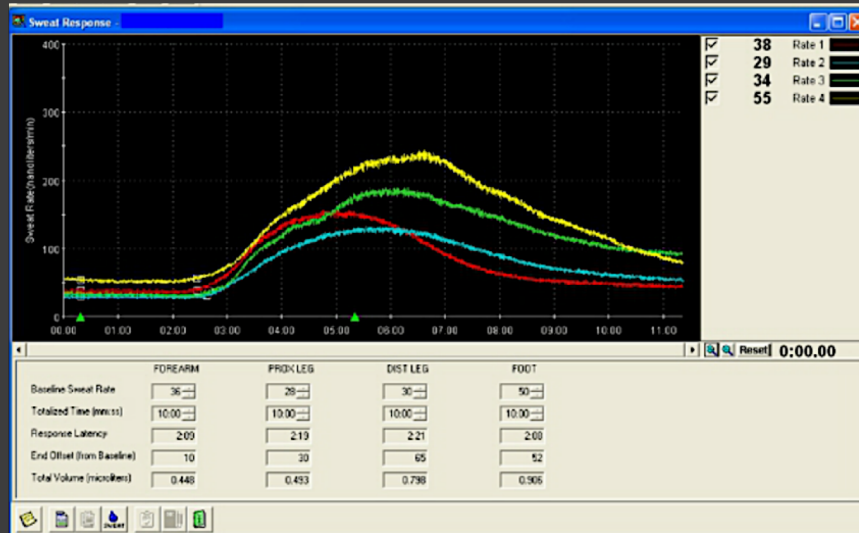 Sweat Response -
400
38 Rate 1
29 Rate 2
34 Rate 3
55 Rate 4
300
200
100
0
Sweat Rate(nanoliters/min)
00.00 01:00 02:00 03:00 04:00 05:00 06:00 07:00 08:00 09:00 10:00 11:00
Reset 0:00.00
FOREARM PROX LEG DIST LEG FOOT
Baseline Sweat Rate 36 28 30 50
Totalized Time (mm:ss) 10:00 10:00 10:00 10:00
Response Latency 2:09 2:19 2:21 2:08
End Offset (from Baseline) 10 30 65 52
Total Volume (microliters) 0.448 0.493 0.798 0.906
SWEAT